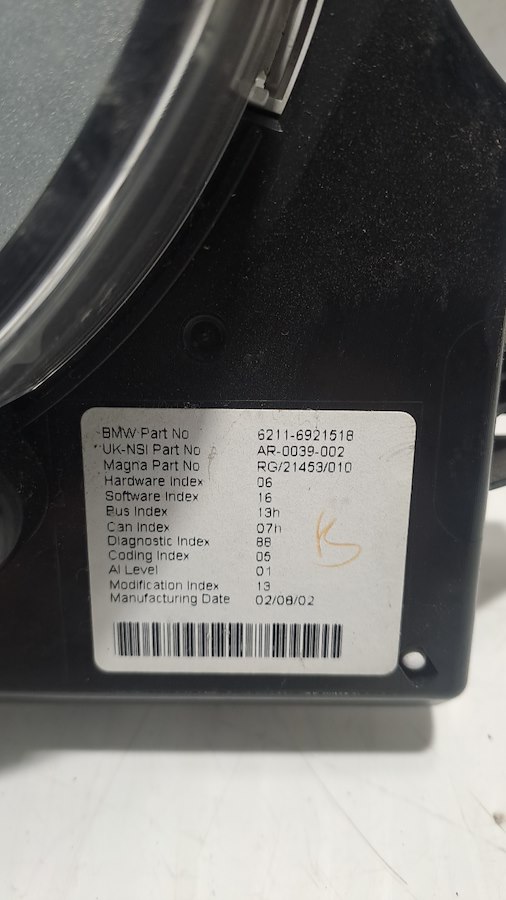 BMW Part No 6211-6921518
UK-NSI Part No AR-0039-002
Magna Part No RG/21453/010
Hardware Index 06
Software Index 16
Bus Index 13h
Can Index 07h
Diagnostic Index 88
Coding Index 05
AI Level 01
Modification Index 13
Manufacturing Date 02/08/02